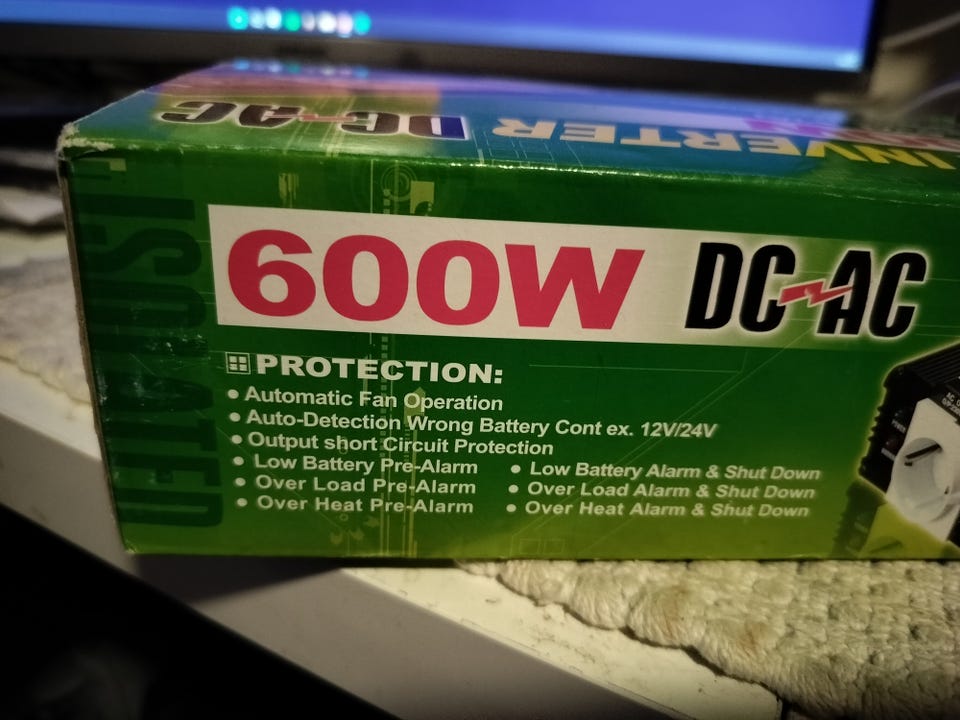 DC AC
INVERTER
ISOLATER
600W DC AC
PROTECTION:
Automatic Fan Operation
Auto-Detection Wrong Battery Cont ex. 12V/24V
Output short Circuit Protection
Low Battery Pre-Alarm
Over Load Pre-Alarm
Over Heat Pre-Alarm
Low Battery Alarm & Shut Down
Over Load Alarm & Shut Down
Over Heat Alarm & Shut Down